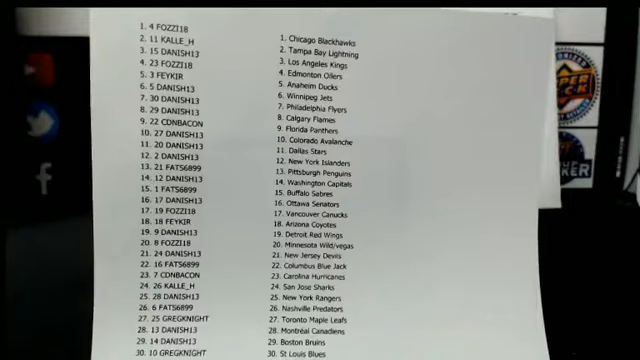 1. 4 FOZZI18
2. 11 KALLE_H
3. 15 DANISH13
4. 23 FOZZI18
5. 3 FEYKIR
6. 5 DANISH13
7. 30 DANISH13
8. 29 DANISH13
9. 22 CDNBACON
10. 27 DANISH13
11. 20 DANISH13
12. 2 DANISH13
13. 21 FATS6899
14. 12 DANISH13
15. 1 FATS6899
16. 17 DANISH13
17. 19 FOZZI18
18. 18 FEYKIR
19. 9 DANISH13
20. 8 FOZZI18
21. 24 DANISH13
22. 16 FATS6899
23. 7 CDNBACON
24. 26 KALLE_H
25. 28 DANISH13
26. 6 FATS6899
27. 25 GREGKNIGHT
28. 13 DANISH13
29. 14 DANISH13
30. 10 GREGKNIGHT
1. Chicago Blackhawks
2. Tampa Bay Lightning
3. Los Angeles Kings
4. Edmonton Oilers
5. Anaheim Ducks
6. Winnipeg Jets
7. Philadelphia Flyers
8. Calgary Flames
9. Florida Panthers
10. Colorado Avalanche
11. Dallas Stars
12. New York Islanders
13. Pittsburgh Penguins
14. Washington Capitals
15. Buffalo Sabres
16. Ottawa Senators
17. Vancouver Canucks
18. Arizona Coyotes
19. Detroit Red Wings
20. Minnesota Wild/vegas
21. New Jersey Devils
22. Columbus Blue Jack
23. Carolina Hurricanes
24. San Jose Sharks
25. New York Rangers
26. Nashville Predators
27. Toronto Maple Leafs
28. Montréal Canadiens
29. Boston Bruins
30. St Louis Blues